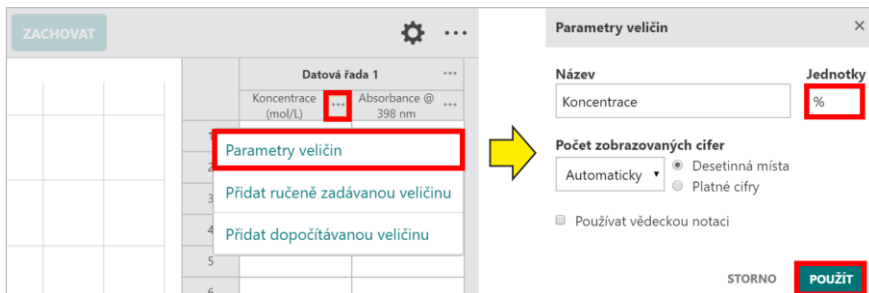 ZACHOVAT
Datová řada 1
Koncentrace
(mol/L)
Absorbance @
398 nm
1
Parametry veličin
2
3
Přidat ručeně zadávanou veličinu
4
Přidat dopočítávanou veličinu
5
6
Parametry veličin
Název
Jednotky
Koncentrace
%
Počet zobrazovaných cifer
Automaticky
Desetinná místa
Platné cifry
Používat vědeckou notaci
STORNO
POUŽÍT